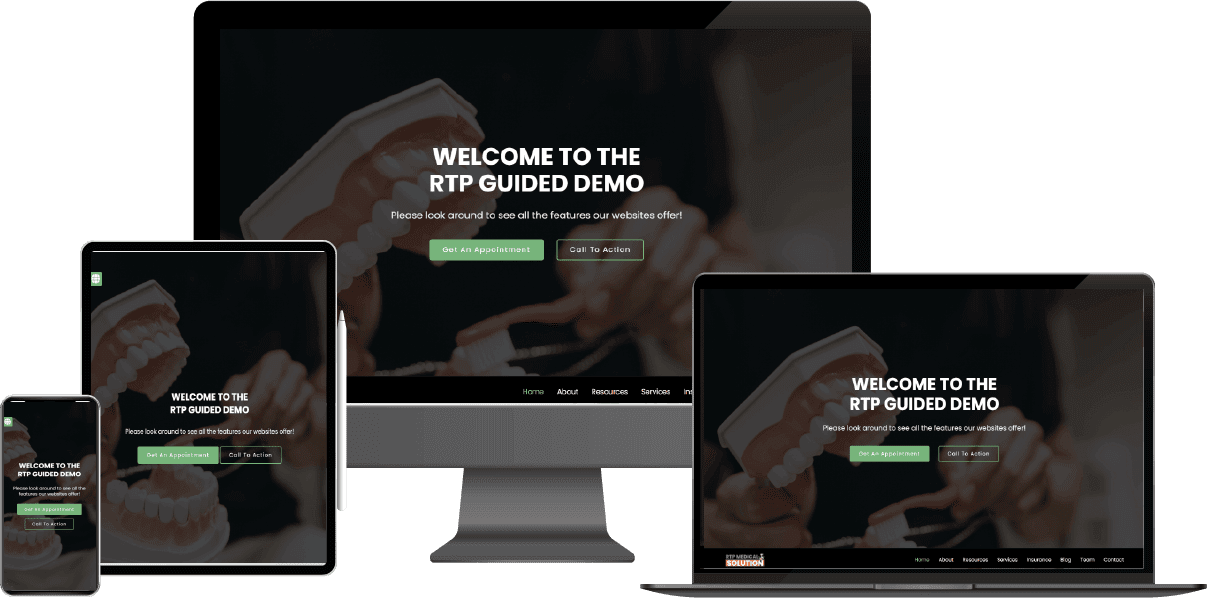 WELCOME TO THE
RTP GUIDED DEMO
Please look around to see all the features our websites offer!
Get An Appointment
Call To Action
Home About Resources Services Ins
WELCOME TO THE
RTP GUIDED DEMO
Please look around to see all the features our websites offer!
Get An Appointment
Call To Action
WELCOME TO THE
RTP GUIDED DEMO
Please look around to see all the
features our websites offer!
Get An Appointment
Call To Action
WELCOME TO THE
RTP GUIDED DEMO
Please look around to see all the features our websites offer!
Get An Appointment
Call To Action
RTP MEDICAL
SOLUTION
Home About Resources Services Insurance Blog Team Contact